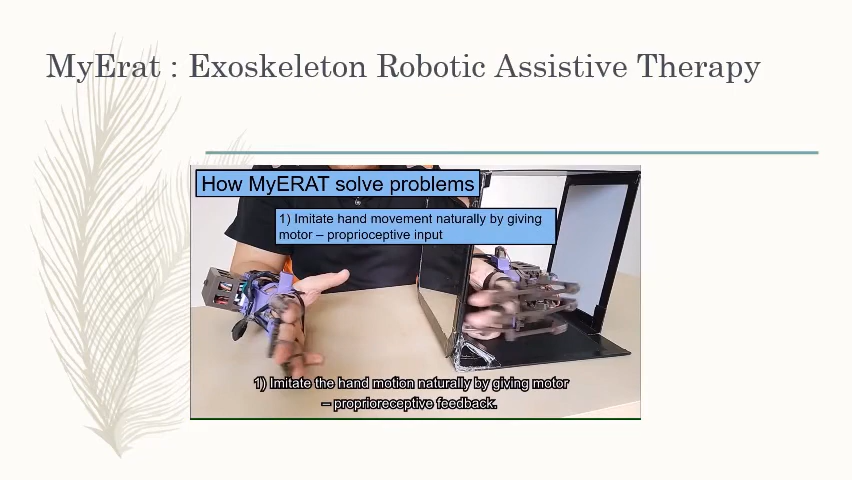 MyErat : Exoskeleton Robotic Assistive Therapy
How MyERAT solve problems
1) Imitate hand movement naturally by giving
motor – proprioceptive input
1) Imitate the hand motion naturally by giving motor
– proprioreceptive feedback.